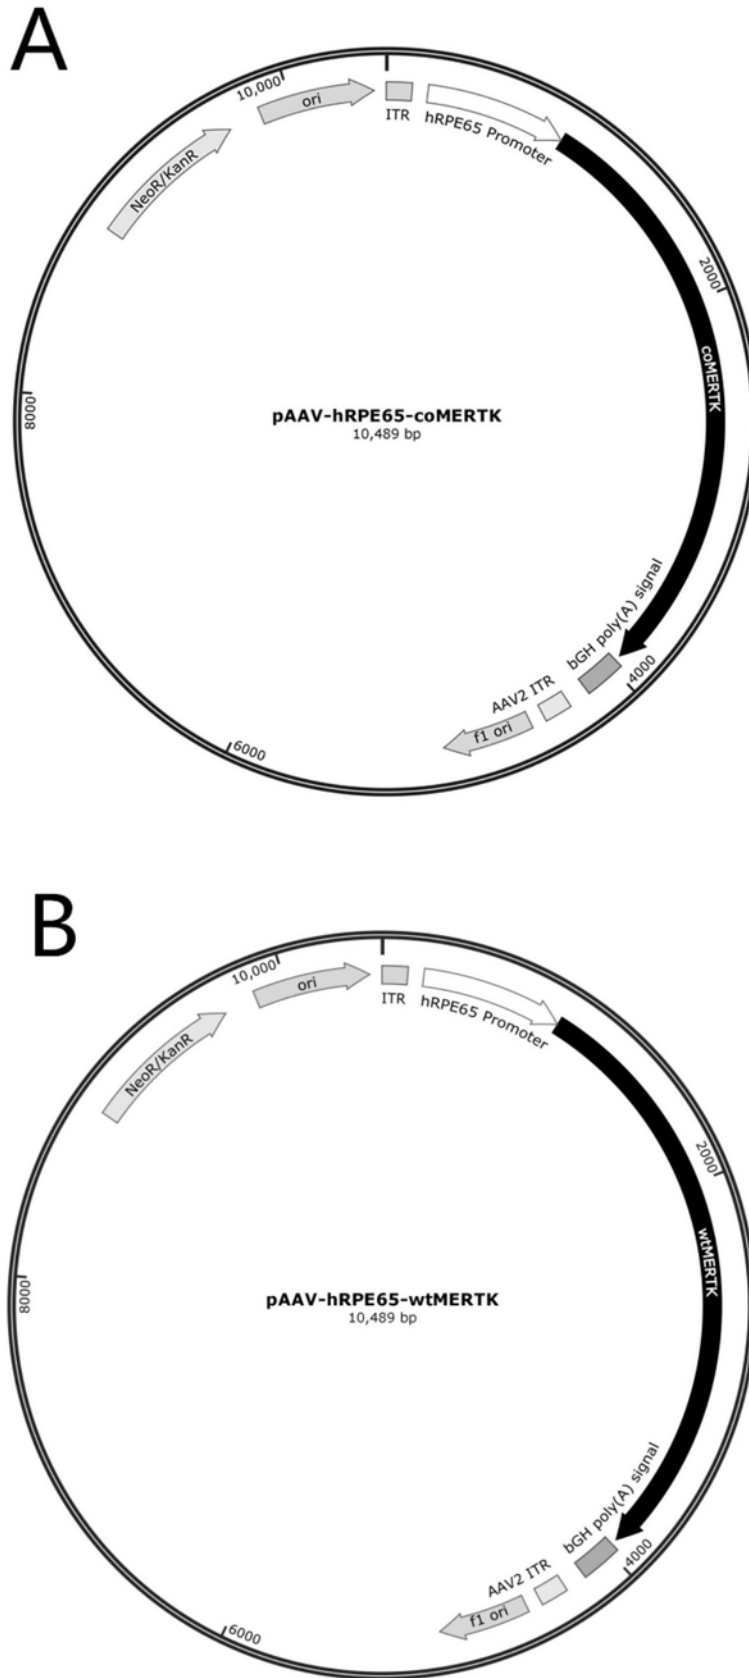 A
10,000
ori
ITR
hRPE65 Promoter
NeoR/KanR
2000
coMERTK
8000
pAAV-hRPE65-coMERTK
10,489 bp
bGH poly(A) signal
4000
AAV2 ITR
f1 ori
6000
B
10,000
ori
ITR
hRPE65 Promoter
NeoR/KanR
2000
wtMERTK
8000
pAAV-hRPE65-wtMERTK
10,489 bp
bGH poly(A) signal
4000
AAV2 ITR
f1 ori
6000